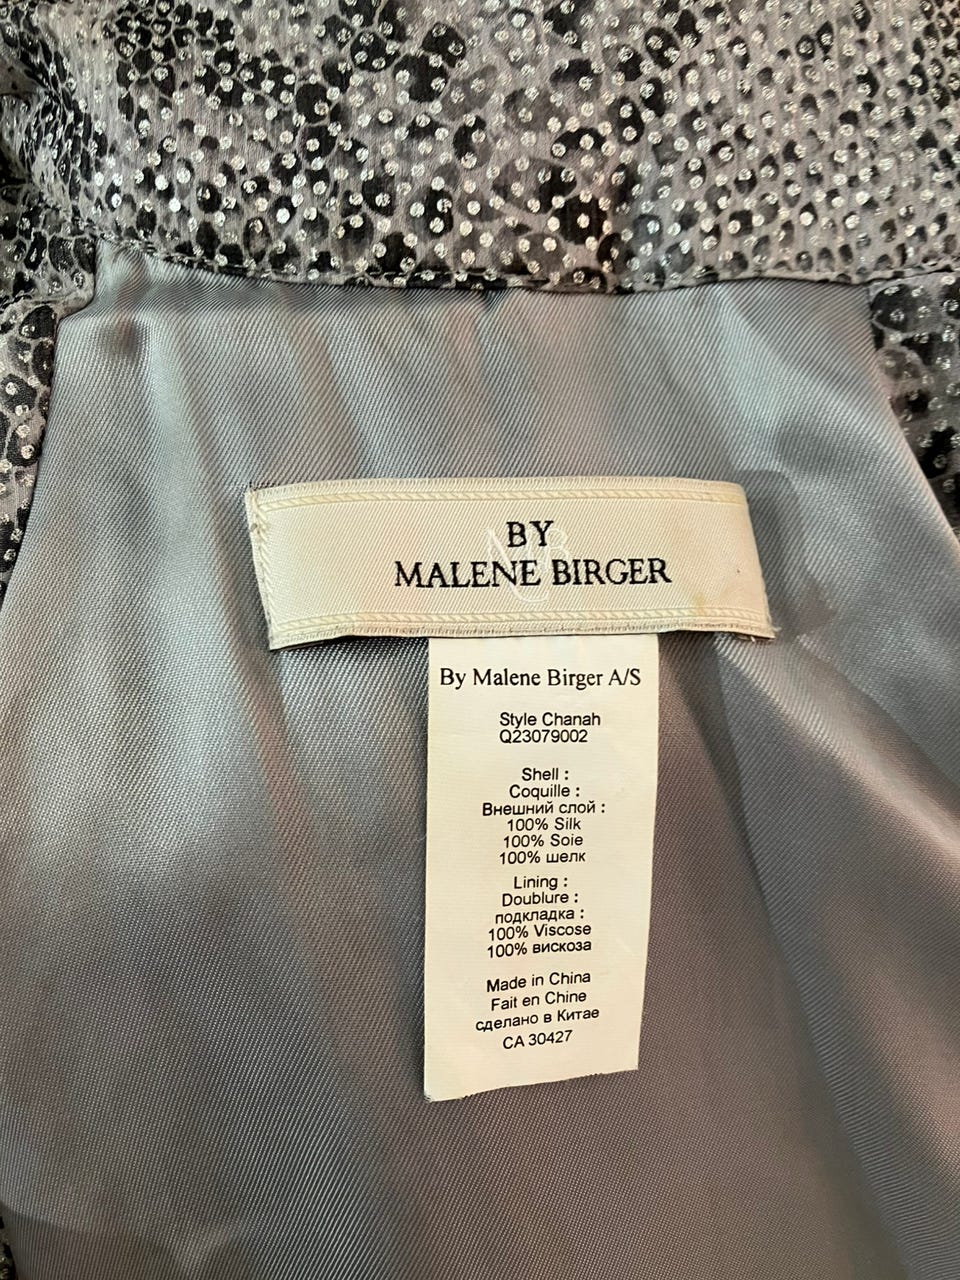 BY
MALENE BIRGER
By Malene Birger A/S
Style Chanah
Q23079002
Shell :
Coquille :
Внешний слой :
100% Silk
100% Soie
100% шелк
Lining :
Doublure :
подкладка :
100% Viscose
100% вискоза
Made in China
Fait en Chine
сделано в Китае
CA 30427